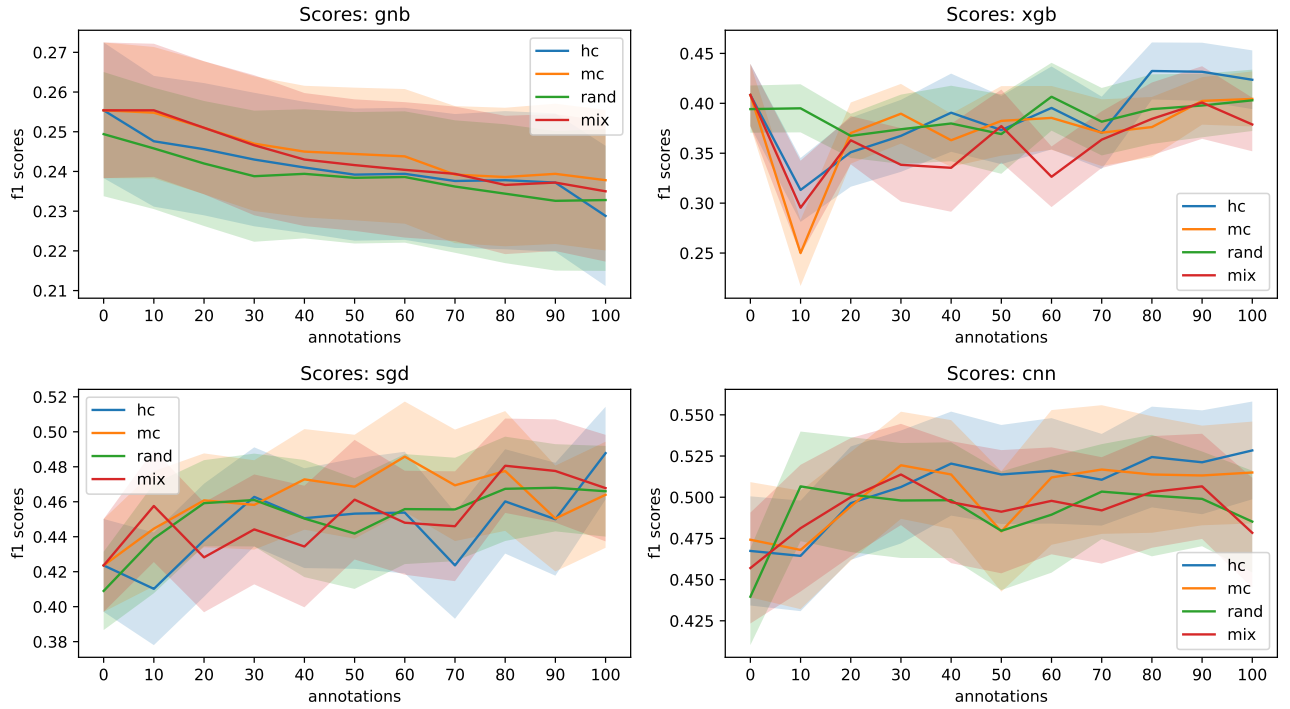 Scores: gnb
f1 scores
0.27
0.26
0.25
0.24
0.23
0.22
0.21
hc
mc
rand
mix
0 10 20 30 40 50 60 70 80 90 100
annotations
Scores: xgb
f1 scores
0.45
0.40
0.35
0.30
0.25
hc
mc
rand
mix
0 10 20 30 40 50 60 70 80 90 100
annotations
Scores: sgd
f1 scores
0.52
0.50
0.48
0.46
0.44
0.42
0.40
0.38
hc
mc
rand
mix
0 10 20 30 40 50 60 70 80 90 100
annotations
Scores: cnn
f1 scores
0.550
0.525
0.500
0.475
0.450
0.425
hc
mc
rand
mix
0 10 20 30 40 50 60 70 80 90 100
annotations